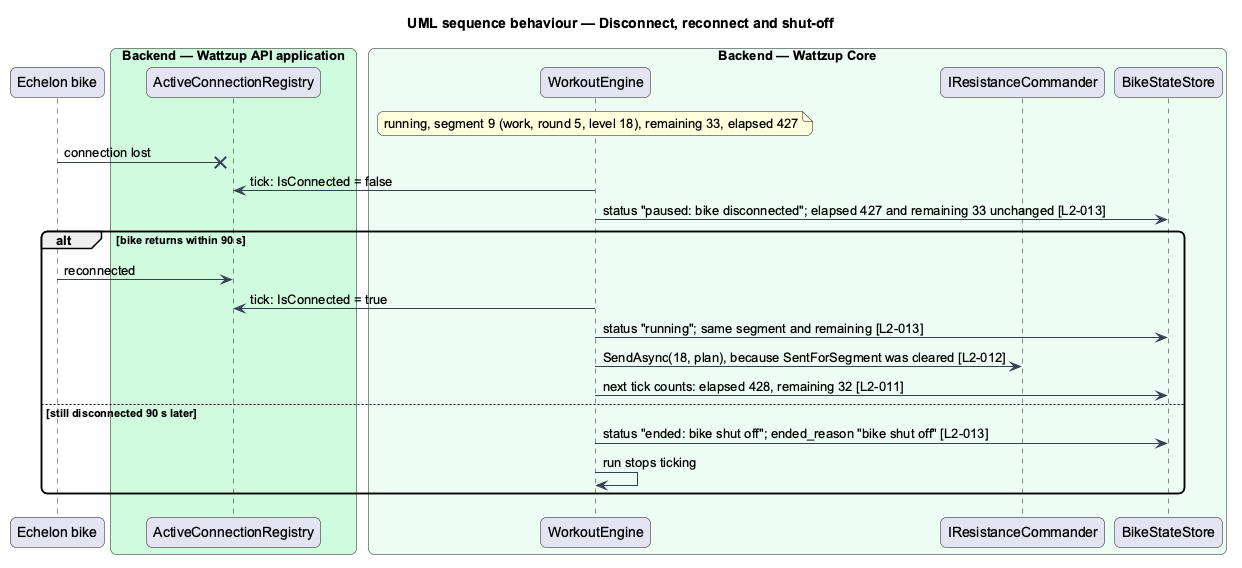 UML sequence behaviour — Disconnect, reconnect and shut-off
Backend — Wattzup API application
Backend — Wattzup Core
Echelon bike
ActiveConnectionRegistry
WorkoutEngine
IResistanceCommander
BikeStateStore
running, segment 9 (work, round 5, level 18), remaining 33, elapsed 427
connection lost
tick: IsConnected = false
status "paused: bike disconnected"; elapsed 427 and remaining 33 unchanged [L2-013]
alt
[bike returns within 90 s]
reconnected
tick: IsConnected = true
status "running"; same segment and remaining [L2-013]
SendAsync(18, plan), because SentForSegment was cleared [L2-012]
next tick counts: elapsed 428, remaining 32 [L2-011]
[still disconnected 90 s later]
status "ended: bike shut off"; ended_reason "bike shut off" [L2-013]
run stops ticking
Echelon bike
ActiveConnectionRegistry
WorkoutEngine
IResistanceCommander
BikeStateStore